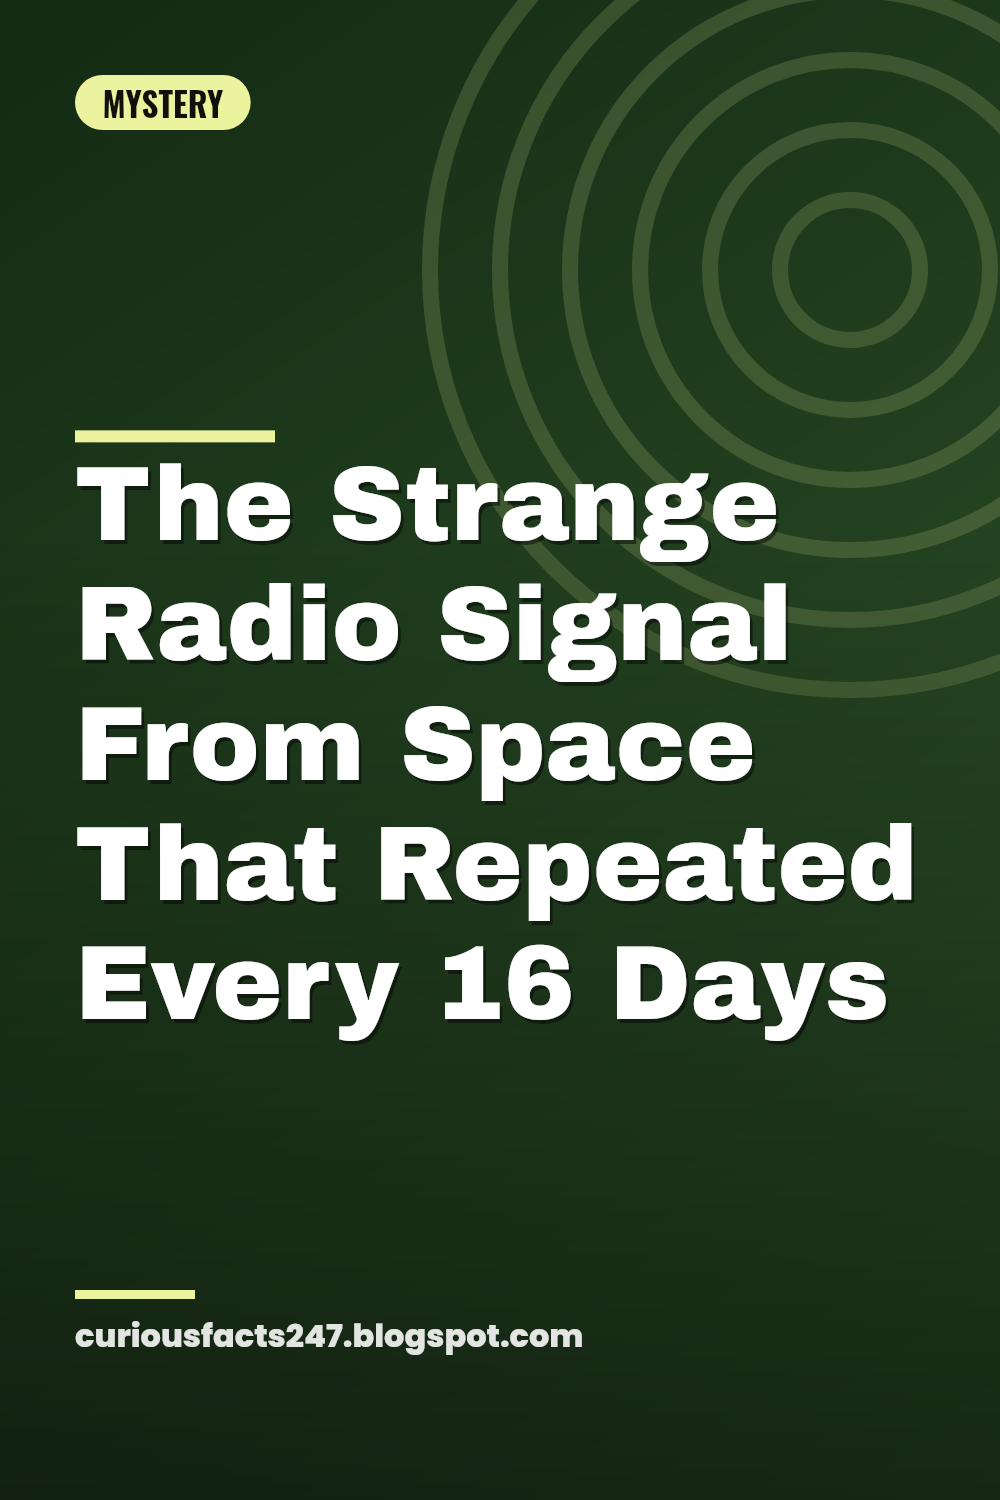 MYSTERY
The Strange
Radio Signal
From Space
That Repeated
Every 16 Days
curiousfacts247.blogspot.com